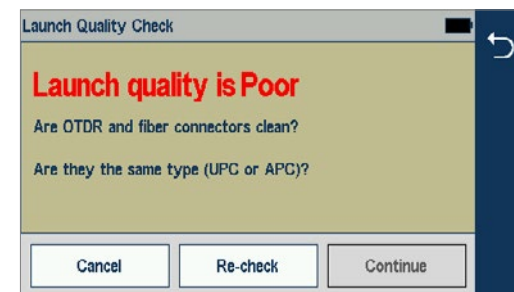 Launch Quality Check
Launch quality is Poor
Are OTDR and fiber connectors clean?
Are they the same type (UPC or APC)?
Cancel
Re-check
Continue